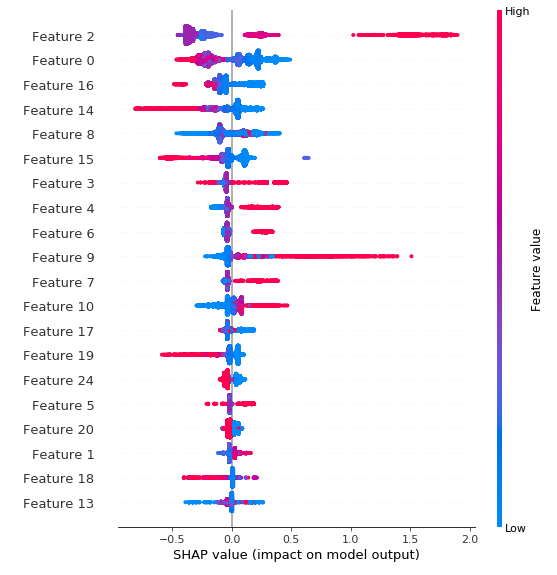 High
Feature 2
Feature 0
Feature 16
Feature 14
Feature 8
Feature 15
Feature 3
Feature 4
Feature 6
Feature 9
Feature 7
Feature 10
Feature 17
Feature 19
Feature 24
Feature 5
Feature 20
Feature 1
Feature 18
Feature 13
Feature value
Low
−0.5 0.0 0.5 1.0 1.5 2.0
SHAP value (impact on model output)